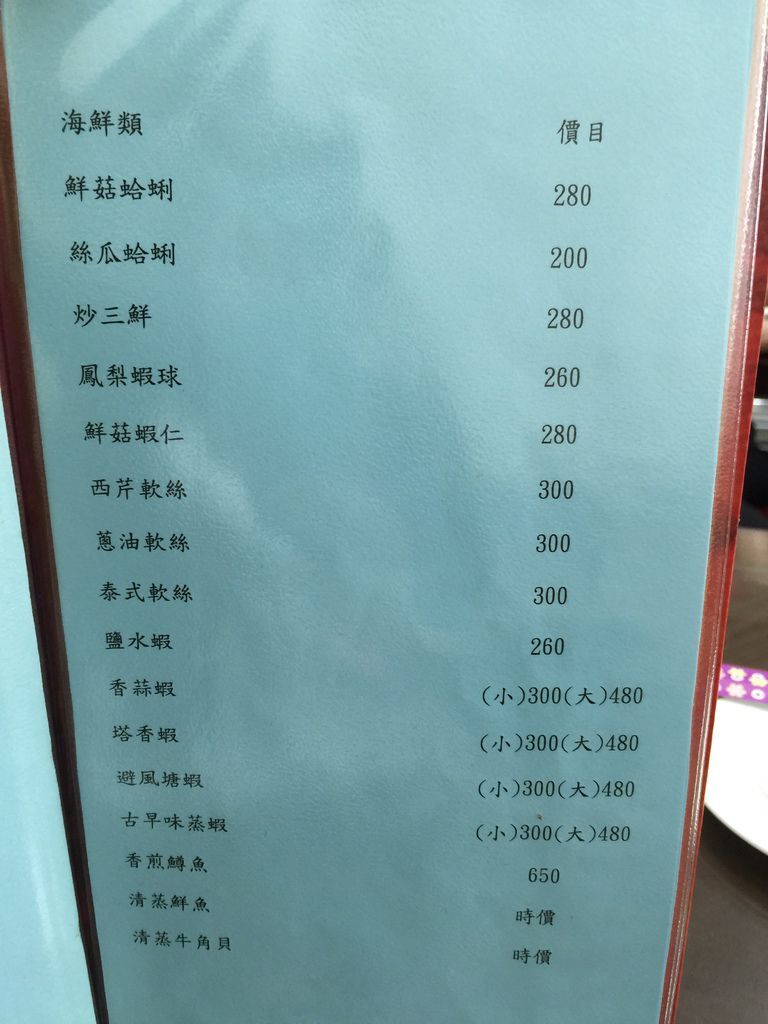 海鮮類 價目
鮮菇蛤蜊 280
絲瓜蛤蜊 200
炒三鮮 280
鳳梨蝦球 260
鮮菇蝦仁 280
西芹軟絲 300
蔥油軟絲 300
泰式軟絲 300
鹽水蝦 260
香蒜蝦 (小)300(大)480
塔香蝦 (小)300(大)480
避風塘蝦 (小)300(大)480
古早味蒸蝦 (小)300(大)480
香煎鱒魚 650
清蒸鮮魚 時價
清蒸牛角貝 時價